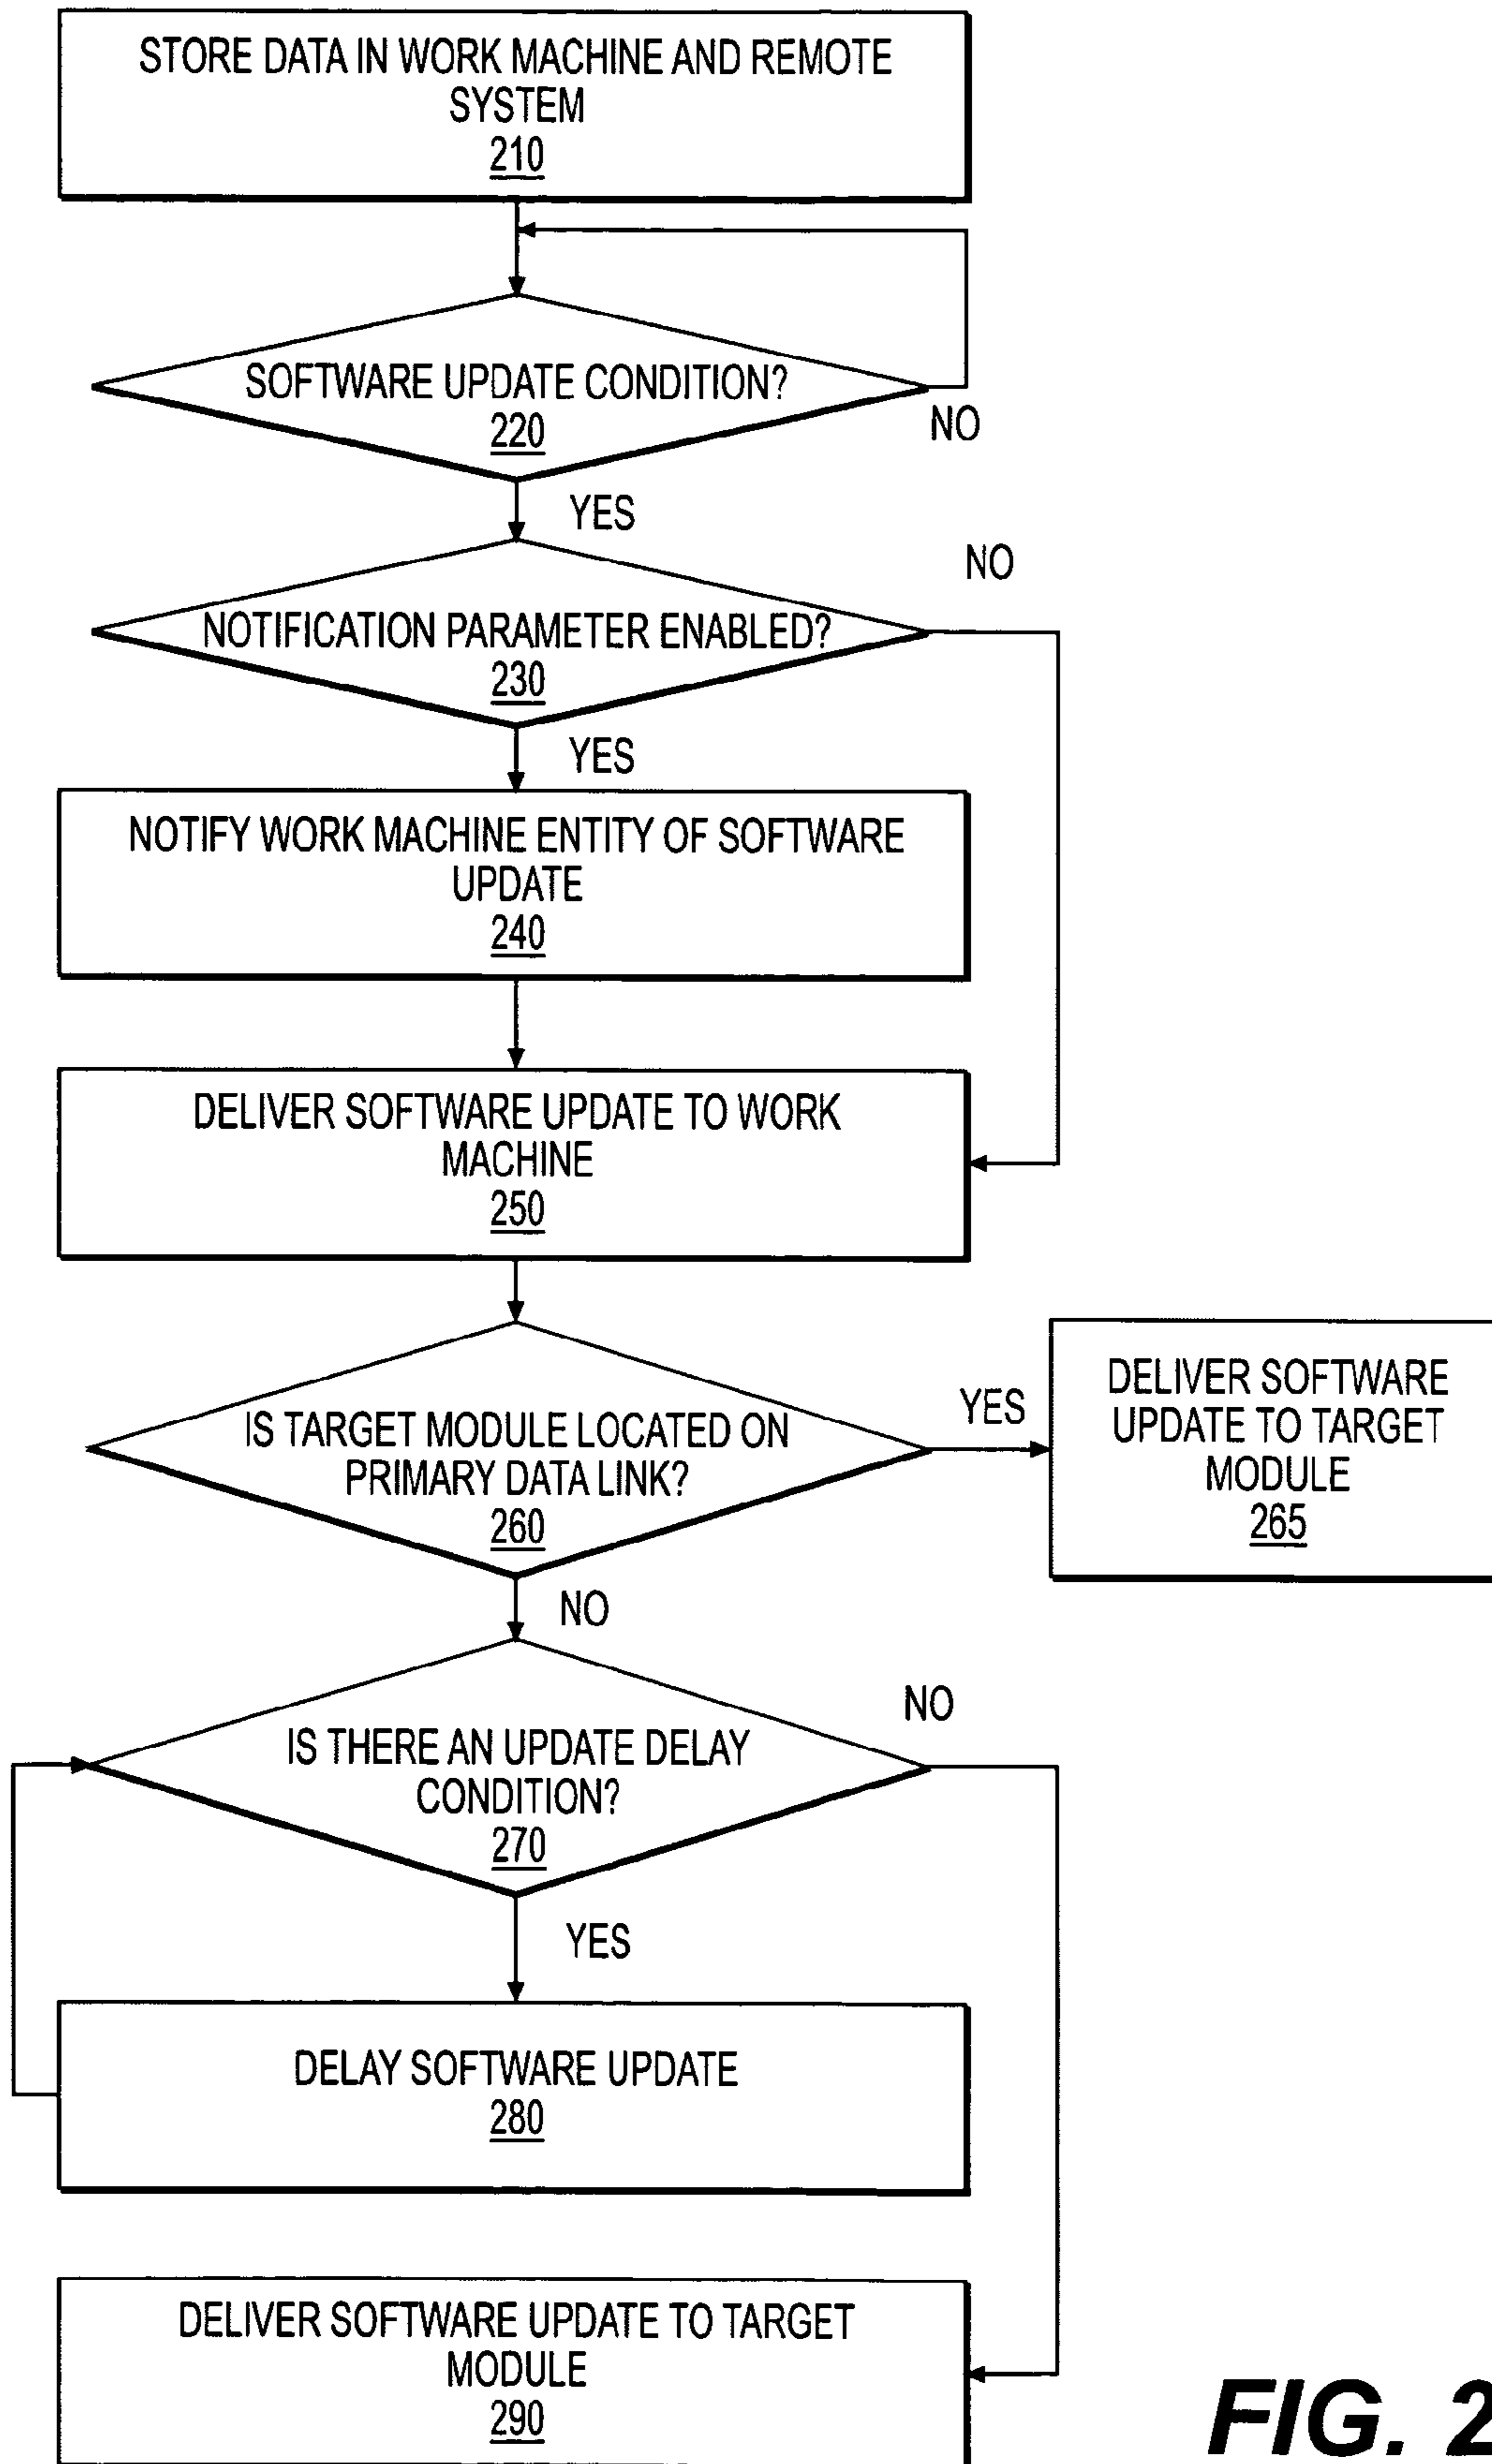 STORE DATA IN WORK MACHINE AND REMOTE
SYSTEM
210
SOFTWARE UPDATE CONDITION?
220
NO
YES
NO
NOTIFICATION PARAMETER ENABLED?
230
YES
NOTIFY WORK MACHINE ENTITY OF SOFTWARE
UPDATE
240
DELIVER SOFTWARE UPDATE TO WORK
MACHINE
250
IS TARGET MODULE LOCATED ON
PRIMARY DATA LINK?
260
YES
DELIVER SOFTWARE
UPDATE TO TARGET
MODULE
265
NO
NO
IS THERE AN UPDATE DELAY
CONDITION?
270
YES
DELAY SOFTWARE UPDATE
280
DELIVER SOFTWARE UPDATE TO TARGET
MODULE
290
FIG. 2